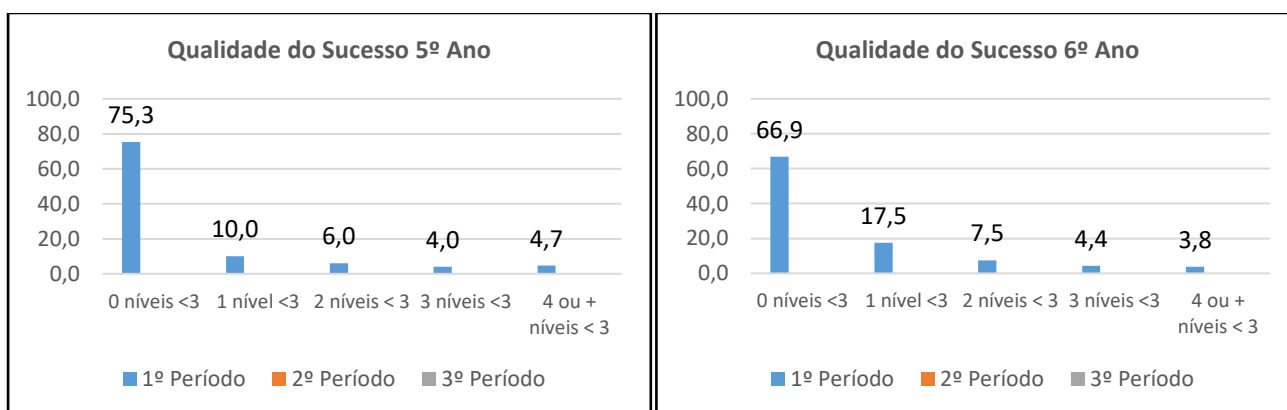 Qualidade do Sucesso 5º Ano
100,0
80,0
60,0
40,0
20,0
0,0
75,3
10,0
6,0
4,0
4,7
0 níveis <3
1 nível <3
2 níveis < 3
3 níveis <3
4 ou +
níveis < 3
1º Período
2º Período
3º Período
Qualidade do Sucesso 6º Ano
100,0
80,0
60,0
40,0
20,0
0,0
66,9
17,5
7,5
4,4
3,8
0 níveis <3
1 nível <3
2 níveis < 3
3 níveis <3
4 ou +
níveis < 3
1º Período
2º Período
3º Período